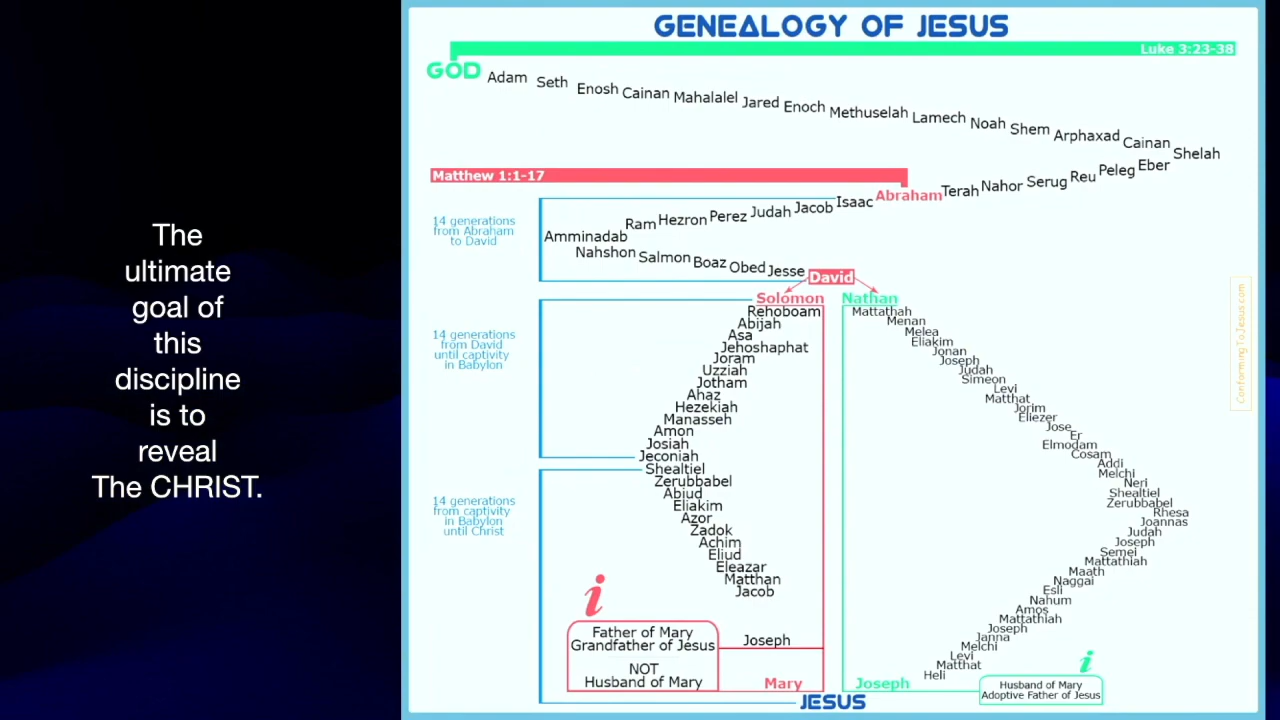 The
ultimate
goal of
this
discipline
is to
reveal
The CHRIST.
GENEALOGY OF JESUS
Luke 3:23-38
GOD Adam Seth Enosh Cainan Mahalalel Jared Enoch Methuselah Lamech Noah Shem Arphaxad Cainan Shelah
Matthew 1:1-17
Amminadab Ram Hezron Perez Judah Jacob Isaac Abraham Terah Nahor Serug Reu Peleg Eber
14 generations
from Abraham
to David
Nahshon Salmon Boaz Obed Jesse David
Solomon Nathan
14 generations
from David
until captivity
in Babylon
Rehoboam
Abijah
Asa
Jehoshaphat
Joram
Uzziah
Jotham
Ahaz
Hezekiah
Manasseh
Amon
Josiah
Jeconiah
14 generations
from captivity
in Babylon
until Christ
Shealtiel
Zerubbabel
Abiud
Eliakim
Azor
Zadok
Achim
Eliud
Eleazar
Matthan
Jacob
i
Father of Mary
Grandfather of Jesus
NOT
Husband of Mary
Joseph
Mary
Mattathah
Menan
Melea
Eliakim
Jonan
Joseph
Judah
Simeon
Levi
Matthat
Jorim
Eliezer
Jose
Er
Elmodam
Cosam
Addi
Melchi
Neri
Shealtiel
Zerubbabel
Rhesa
Joannas
Judah
Joseph
Semei
Mattathiah
Maath
Naggai
Esli
Nahum
Amos
Mattathiah
Joseph
Janna
Melchi
Levi
Matthat
Heli
Joseph
i
Husband of Mary
Adoptive Father of Jesus
JESUS
ConformingToJesus.com